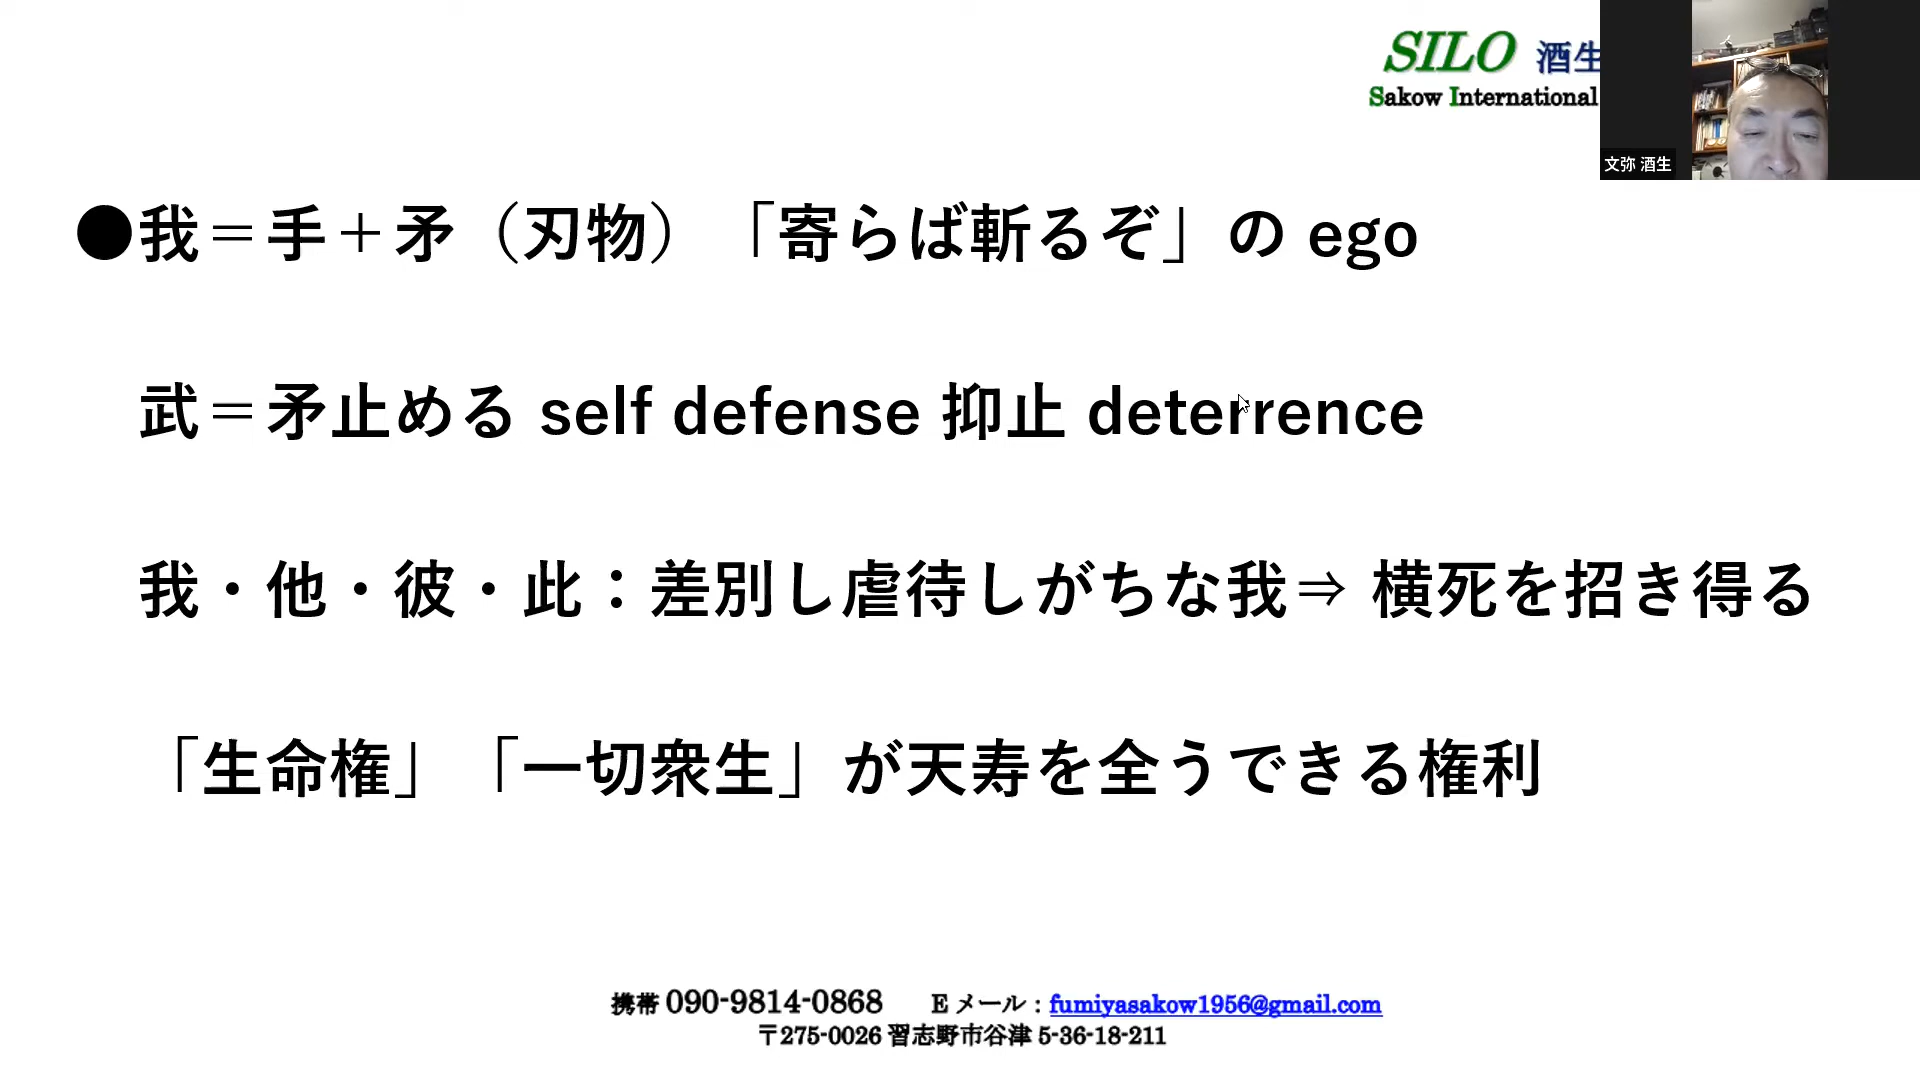 SILO 酒生
Sakow International
文弥 酒生
●我＝手＋矛（刃物）「寄らば斬るぞ」の ego
武＝矛止める self defense 抑止 deterrence
我・他・彼・此：差別し虐待しがちな我⇒ 横死を招き得る
「生命権」「一切衆生」が天寿を全うできる権利
携帯 090-9814-0868 E メール：fumiyasakow1956@gmail.com
〒275-0026 習志野市谷津 5-36-18-211